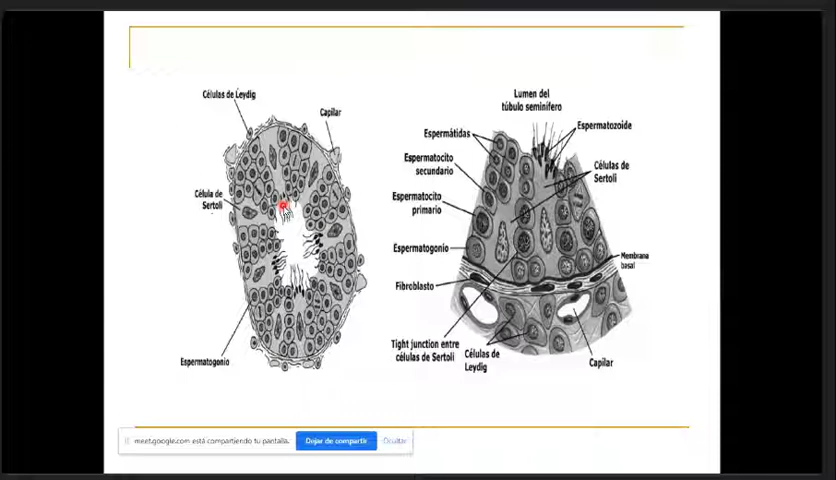 Células de Leydig
Capilar
Célula de
Sertoli
Espermatogonio
Lumen del
túbulo seminífero
Espermátidas
Espermatozoide
Espermatocito
secundario
Células de
Sertoli
Espermatocito
primario
Espermatogonio
Membrana
basal
Fibroblasto
Tight junction entre
células de Sertoli
Células de
Leydig
Capilar
meet.google.com está compartiendo tu pantalla.
Dejar de compartir
Ocultar